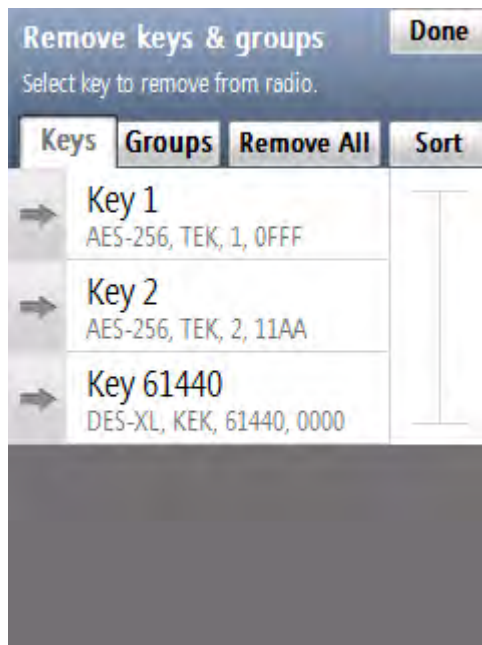 Remove keys & groups
Done
Select key to remove from radio.
Keys
Groups
Remove All
Sort
Key 1
AES-256, TEK, 1, 0FFF
Key 2
AES-256, TEK, 2, 11AA
Key 61440
DES-XL, KEK, 61440, 0000